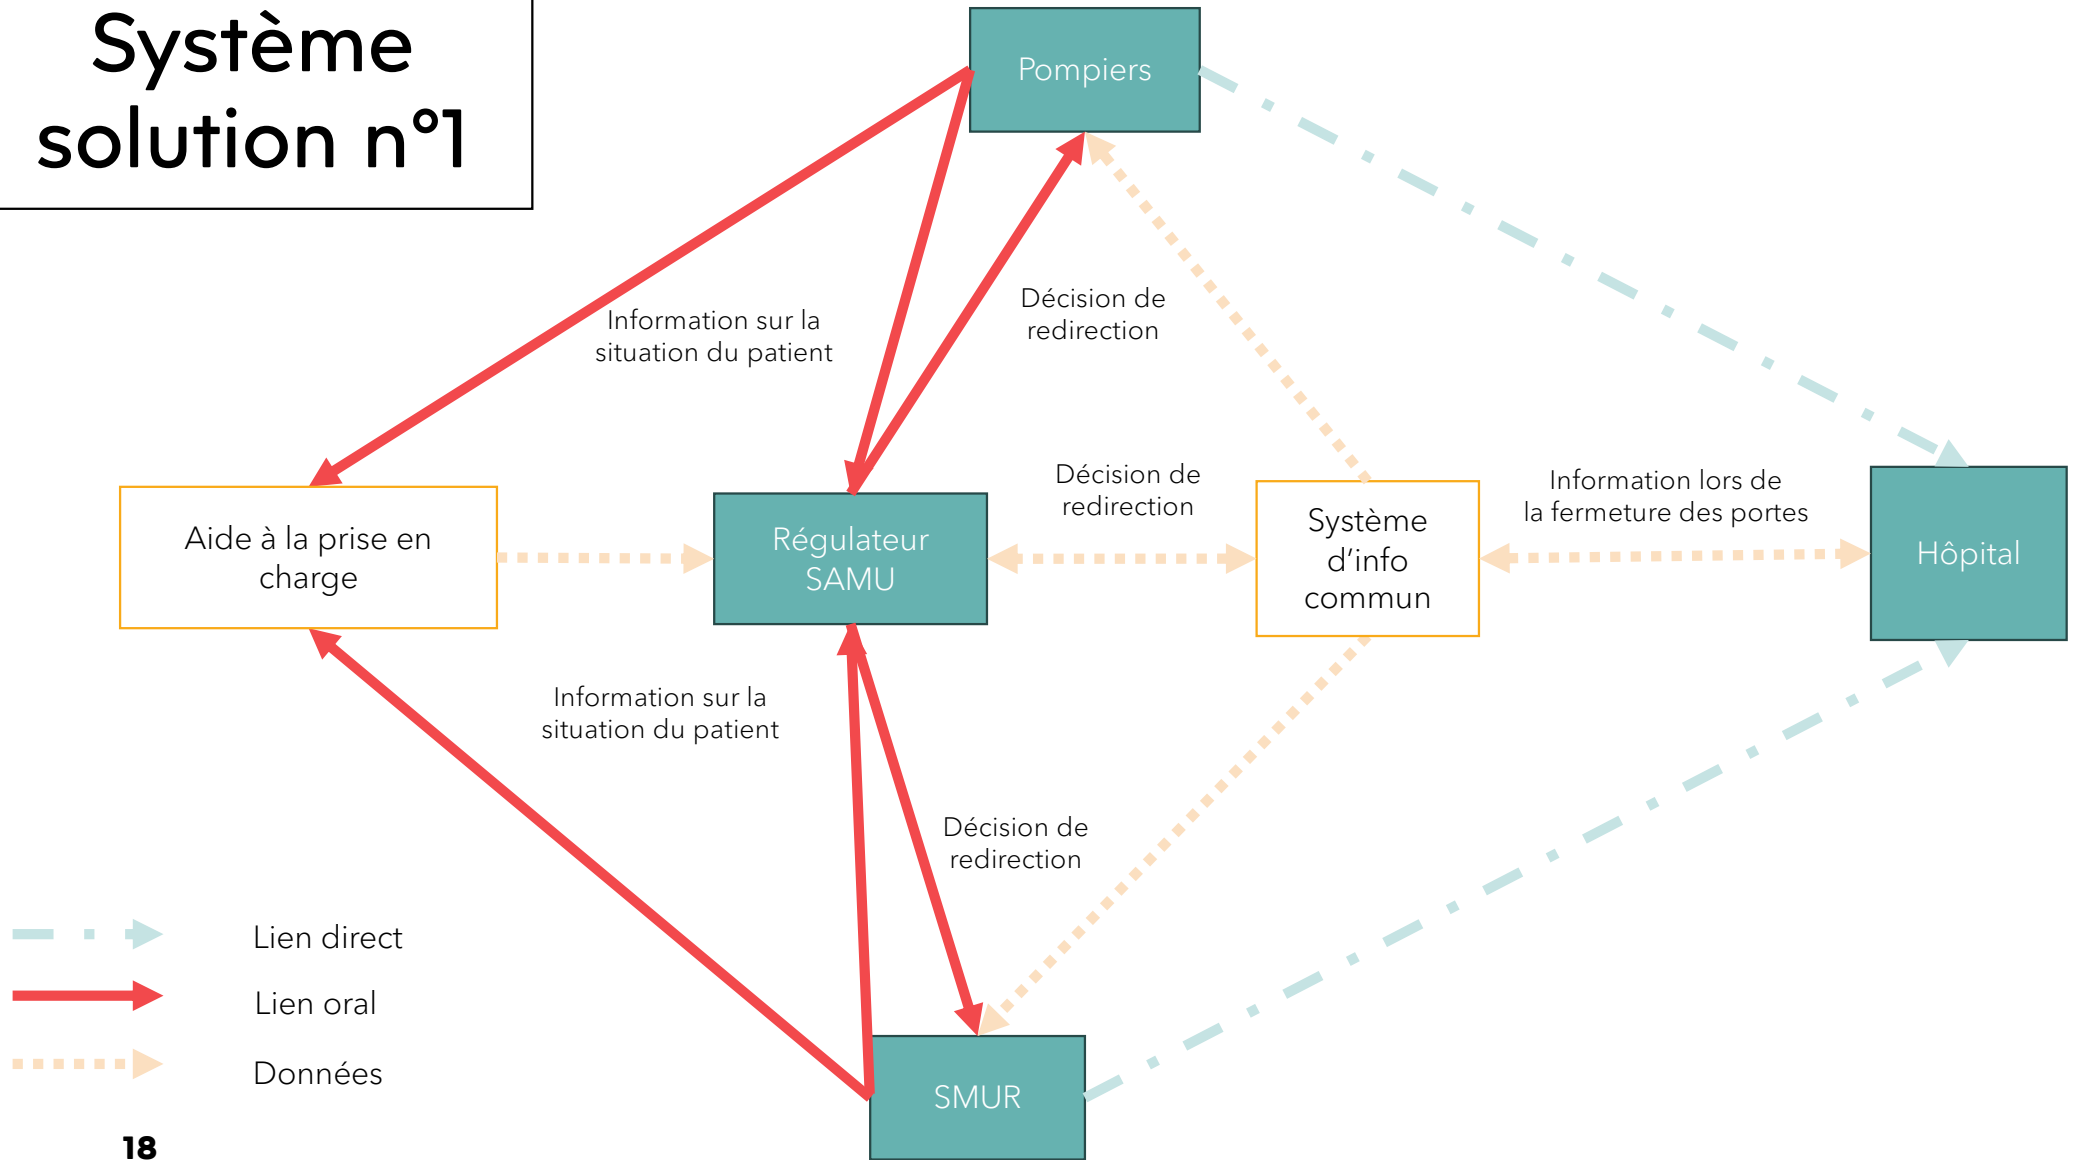 Système
solution n°1
Pompiers
Information sur la
situation du patient
Décision de
redirection
Aide à la prise en
charge
Régulateur
SAMU
Décision de
redirection
Système
d'info
commun
Information lors de
la fermeture des portes
Hôpital
Information sur la
situation du patient
Décision de
redirection
Lien direct
Lien oral
Données
SMUR
18